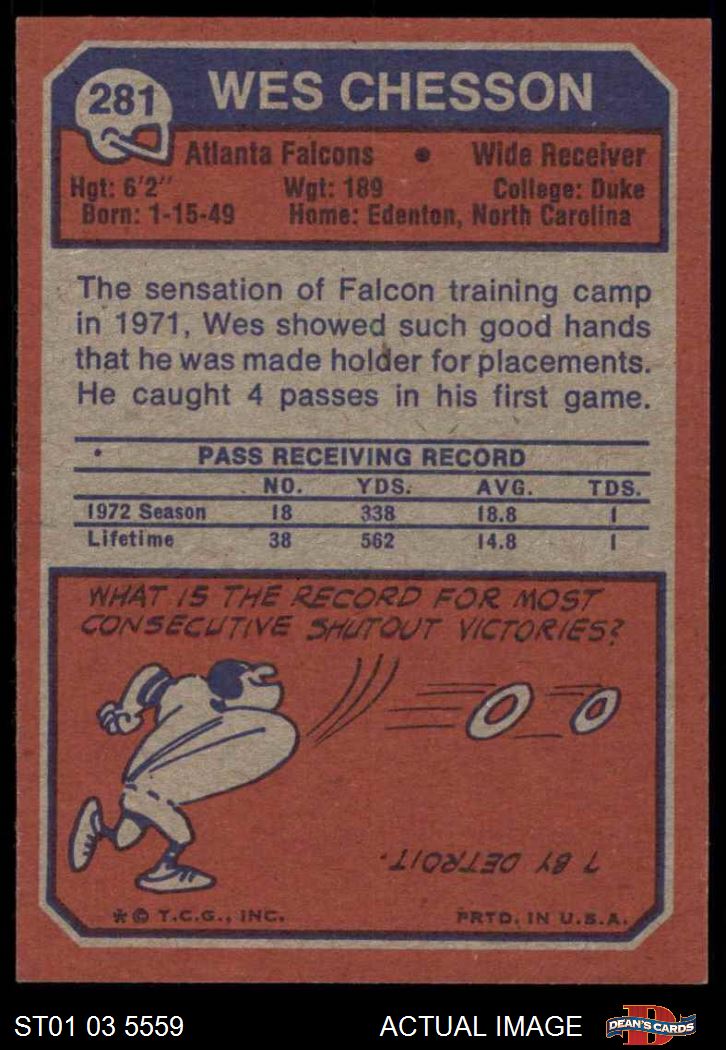 281
WES CHESSON
Atlanta Falcons • Wide Receiver
Hgt: 6'2" Wgt: 189 College: Duke
Born: 1-15-49 Home: Edenton, North Carolina
The sensation of Falcon training camp
in 1971, Wes showed such good hands
that he was made holder for placements.
He caught 4 passes in his first game.
PASS RECEIVING RECORD
NO. YDS. AVG. TDS.
1972 Season 18 338 18.8 1
Lifetime 38 562 14.8 1
WHAT IS THE RECORD FOR MOST
CONSECUTIVE SHUTOUT VICTORIES?
7 BY DETROIT.
*© T.C.G., INC. PRTD. IN U.S.A.
ST01 03 5559 ACTUAL IMAGE
D
DEAN'S CARDS